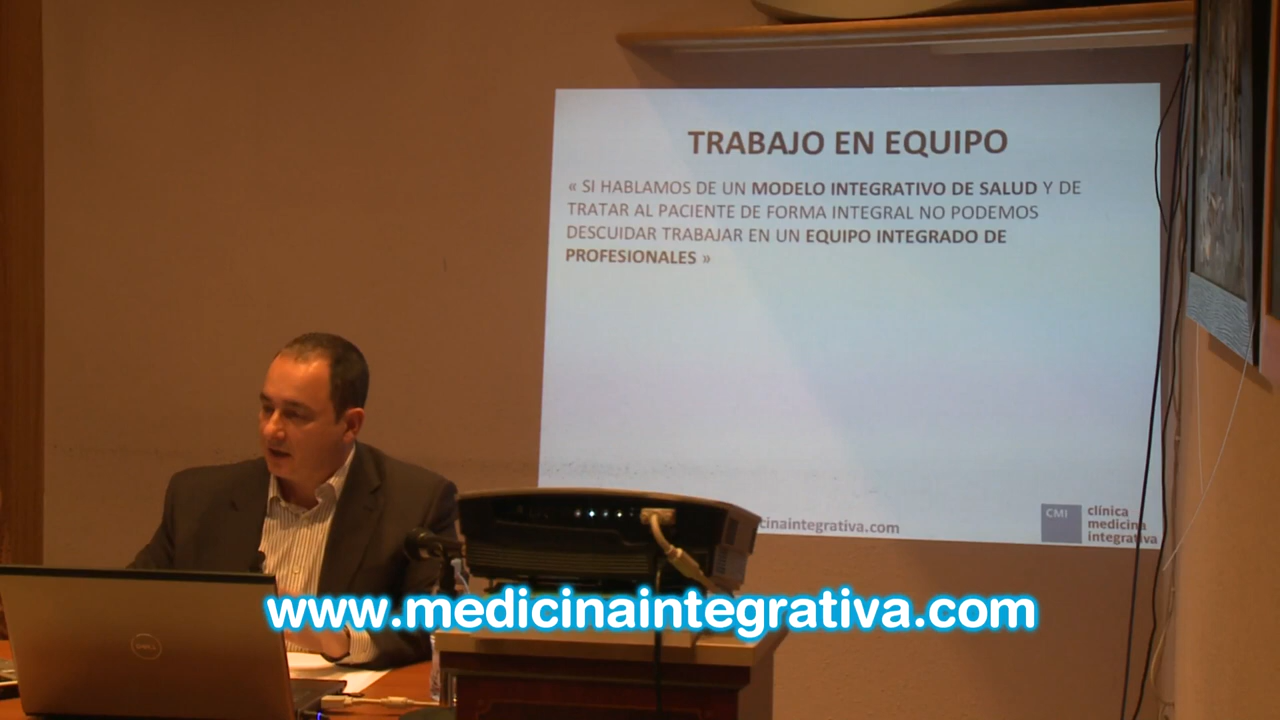 TRABAJO EN EQUIPO
« SI HABLAMOS DE UN MODELO INTEGRATIVO DE SALUD Y DE
TRATAR AL PACIENTE DE FORMA INTEGRAL NO PODEMOS
DESCUIDAR TRABAJAR EN UN EQUIPO INTEGRADO DE
PROFESIONALES »
cinaintegrativa.com
CMI
clínica
medicina
integrativa
www.medicinaintegrativa.com
DELL